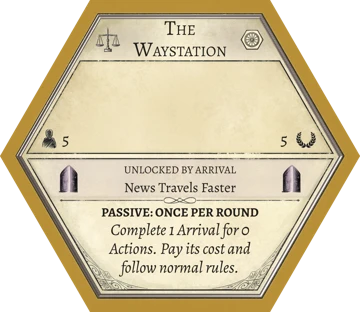 The
Waystation
5 5
UNLOCKED BY ARRIVAL
News Travels Faster
PASSIVE: ONCE PER ROUND
Complete 1 Arrival for 0
Actions. Pay its cost and
follow normal rules.